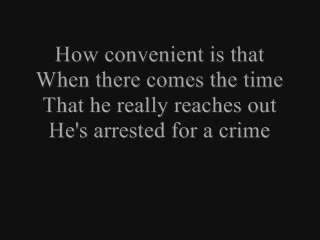 How convenient is that
When there comes the time
That he really reaches out
He's arrested for a crime